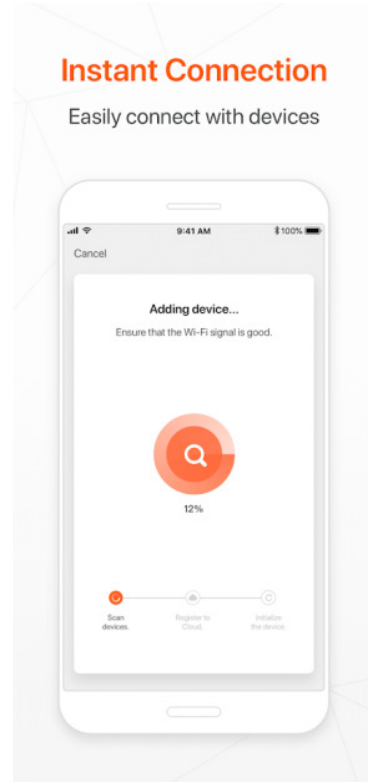 Instant Connection
Easily connect with devices
9:41 AM
100%
Cancel
Adding device...
Ensure that the Wi-Fi signal is good.
12%
Scan
devices.
Register to
Cloud.
Initialize
the device.